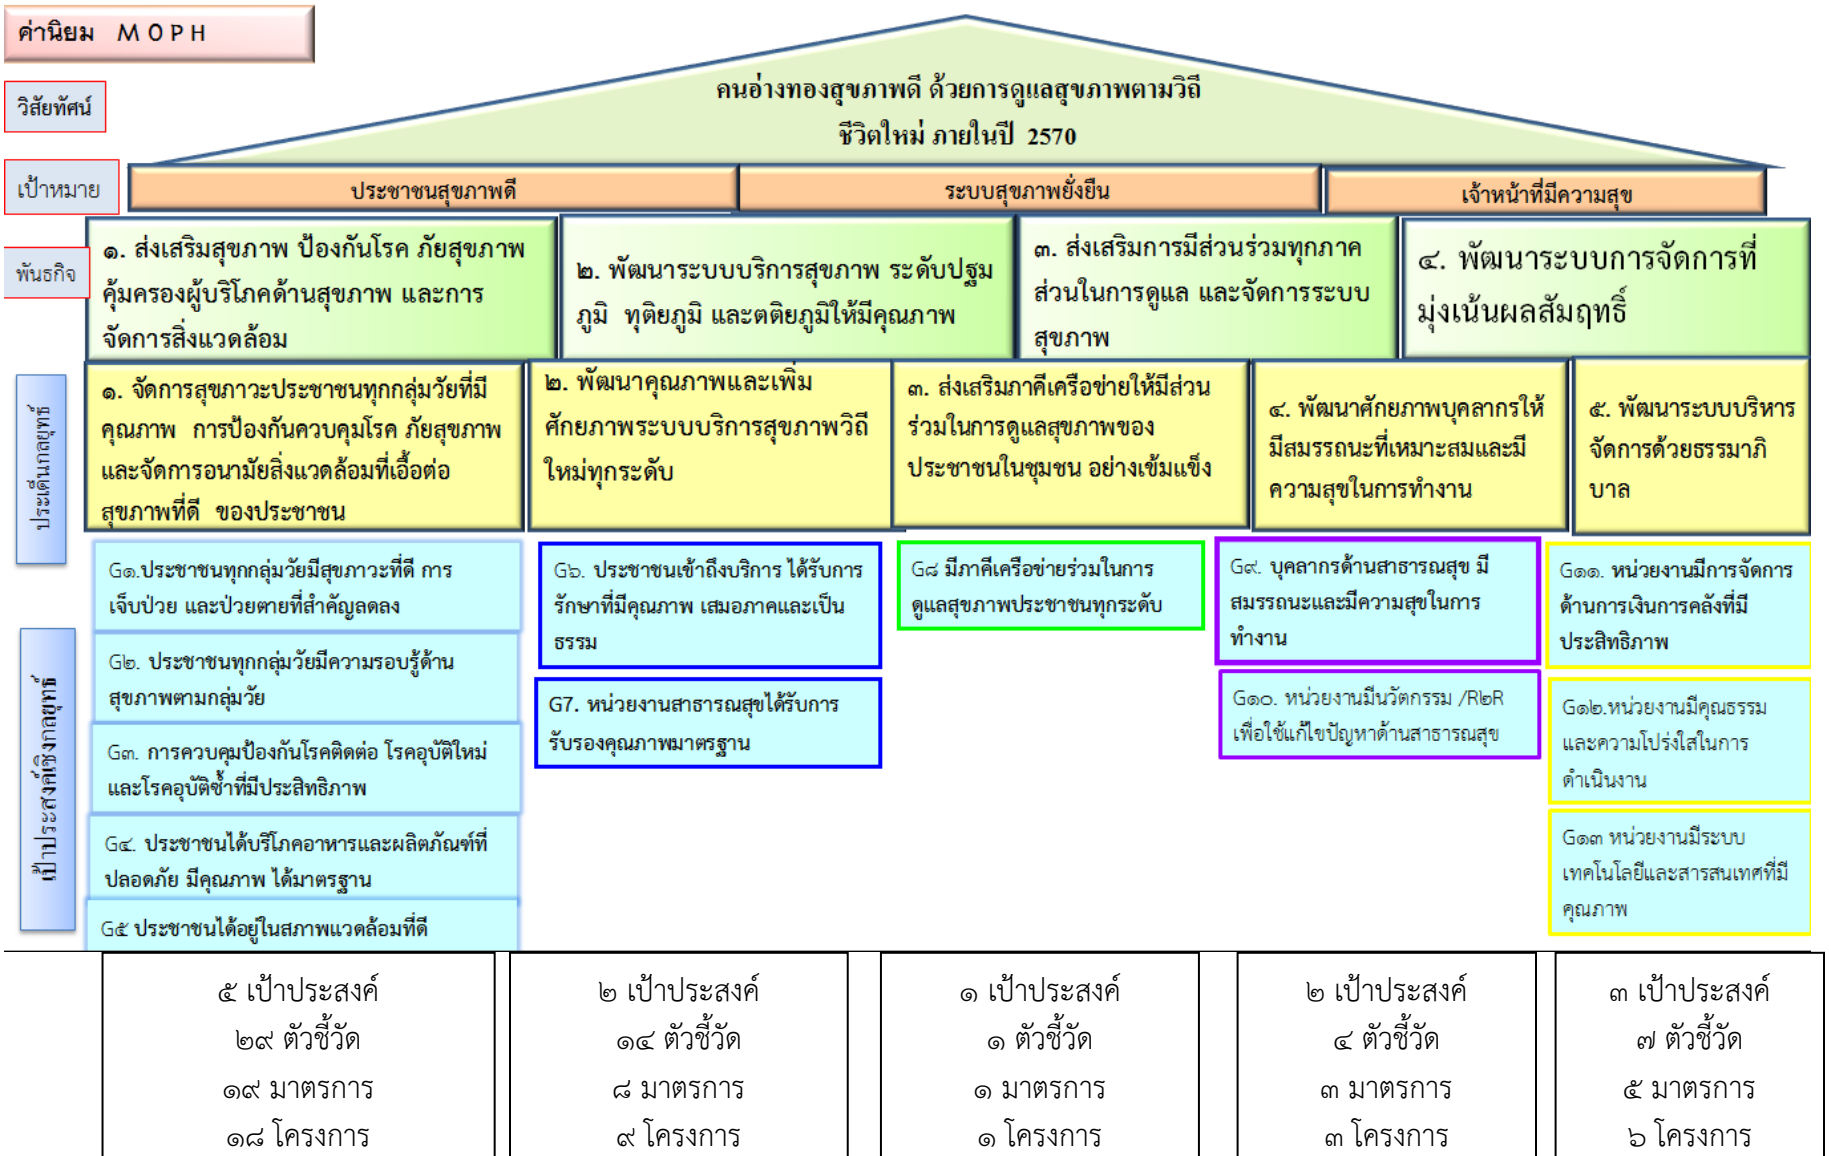 ค่านิยม M O P H
วิสัยทัศน์
คนอ่างทองสุขภาพดี ด้วยการดูแลสุขภาพตามวิถี
ชีวิตใหม่ ภายในปี 2570
เป้าหมาย
ประชาชนสุขภาพดี
ระบบสุขภาพยั่งยืน
เจ้าหน้าที่มีความสุข
พันธกิจ
๑. ส่งเสริมสุขภาพ ป้องกันโรค ภัยสุขภาพ
คุ้มครองผู้บริโภคด้านสุขภาพ และการ
จัดการสิ่งแวดล้อม
๒. พัฒนาระบบบริการสุขภาพ ระดับปฐม
ภูมิ ทุติยภูมิ และตติยภูมิให้มีคุณภาพ
๓. ส่งเสริมการมีส่วนร่วมทุกภาค
ส่วนในการดูแล และจัดการระบบ
สุขภาพ
๔. พัฒนาระบบการจัดการที่
มุ่งเน้นผลสัมฤทธิ์
ประเด็นกลยุทธ์
๑. จัดการสุขภาวะประชาชนทุกกลุ่มวัยที่มี
คุณภาพ การป้องกันควบคุมโรค ภัยสุขภาพ
และจัดการอนามัยสิ่งแวดล้อมที่เอื้อต่อ
สุขภาพที่ดี ของประชาชน
๒. พัฒนาคุณภาพและเพิ่ม
ศักยภาพระบบบริการสุขภาพวิถี
ใหม่ทุกระดับ
๓. ส่งเสริมภาคีเครือข่ายให้มีส่วน
ร่วมในการดูแลสุขภาพของ
ประชาชนในชุมชน อย่างเข้มแข็ง
๔. พัฒนาศักยภาพบุคลากรให้
มีสมรรถนะที่เหมาะสมและมี
ความสุขในการทำงาน
๕. พัฒนาระบบบริหาร
จัดการด้วยธรรมาภิ
บาล
เป้าประสงค์เชิงกลยุทธ์
G๑.ประชาชนทุกกลุ่มวัยมีสุขภาวะที่ดี การ
เจ็บป่วย และป่วยตายที่สำคัญลดลง
G๒. ประชาชนทุกกลุ่มวัยมีความรอบรู้ด้าน
สุขภาพตามกลุ่มวัย
G๓. การควบคุมป้องกันโรคติดต่อ โรคอุบัติใหม่
และโรคอุบัติซ้ำที่มีประสิทธิภาพ
G๔. ประชาชนได้บริโภคอาหารและผลิตภัณฑ์ที่
ปลอดภัย มีคุณภาพ ได้มาตรฐาน
G๕ ประชาชนได้อยู่ในสภาพแวดล้อมที่ดี
G๖. ประชาชนเข้าถึงบริการ ได้รับการ
รักษาที่มีคุณภาพ เสมอภาคและเป็น
ธรรม
G7. หน่วยงานสาธารณสุขได้รับการ
รับรองคุณภาพมาตรฐาน
G๘ มีภาคีเครือข่ายร่วมในการ
ดูแลสุขภาพประชาชนทุกระดับ
G๙. บุคลากรด้านสาธารณสุข มี
สมรรถนะและมีความสุขในการ
ทำงาน
G๑๐. หน่วยงานมีนวัตกรรม /R๒R
เพื่อใช้แก้ไขปัญหาด้านสาธารณสุข
G๑๑. หน่วยงานมีการจัดการ
ด้านการเงินการคลังที่มี
ประสิทธิภาพ
G๑๒.หน่วยงานมีคุณธรรม
และความโปร่งใสในการ
ดำเนินงาน
G๑๓ หน่วยงานมีระบบ
เทคโนโลยีและสารสนเทศที่มี
คุณภาพ
๕ เป้าประสงค์
๒๙ ตัวชี้วัด
๑๙ มาตรการ
๑๘ โครงการ
๒ เป้าประสงค์
๑๔ ตัวชี้วัด
๘ มาตรการ
๙ โครงการ
๑ เป้าประสงค์
๑ ตัวชี้วัด
๑ มาตรการ
๑ โครงการ
๒ เป้าประสงค์
๔ ตัวชี้วัด
๓ มาตรการ
๓ โครงการ
๓ เป้าประสงค์
๗ ตัวชี้วัด
๕ มาตรการ
๖ โครงการ